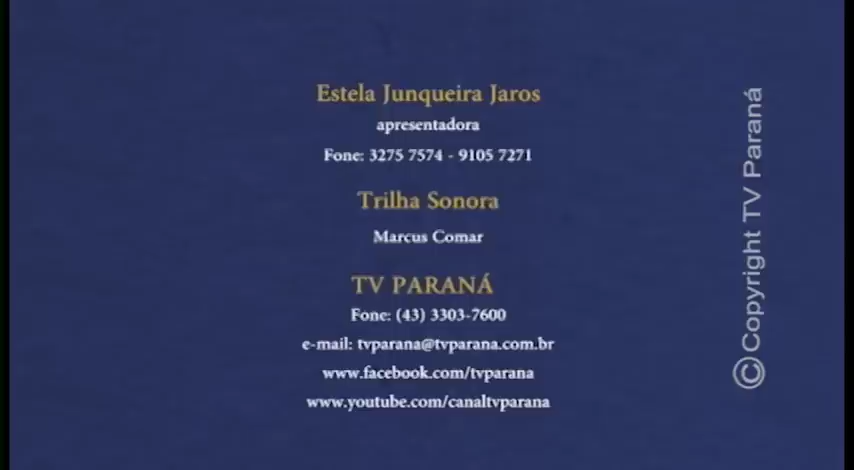 Estela Junqueira Jaros
apresentadora
Fone: 3275 7574 - 9105 7271
Trilha Sonora
Marcus Comar
TV PARANÁ
Fone: (43) 3303-7600
e-mail: tvparana@tvparana.com.br
www.facebook.com/tvparana
www.youtube.com/canaltvparana
©Copyright TV Paraná